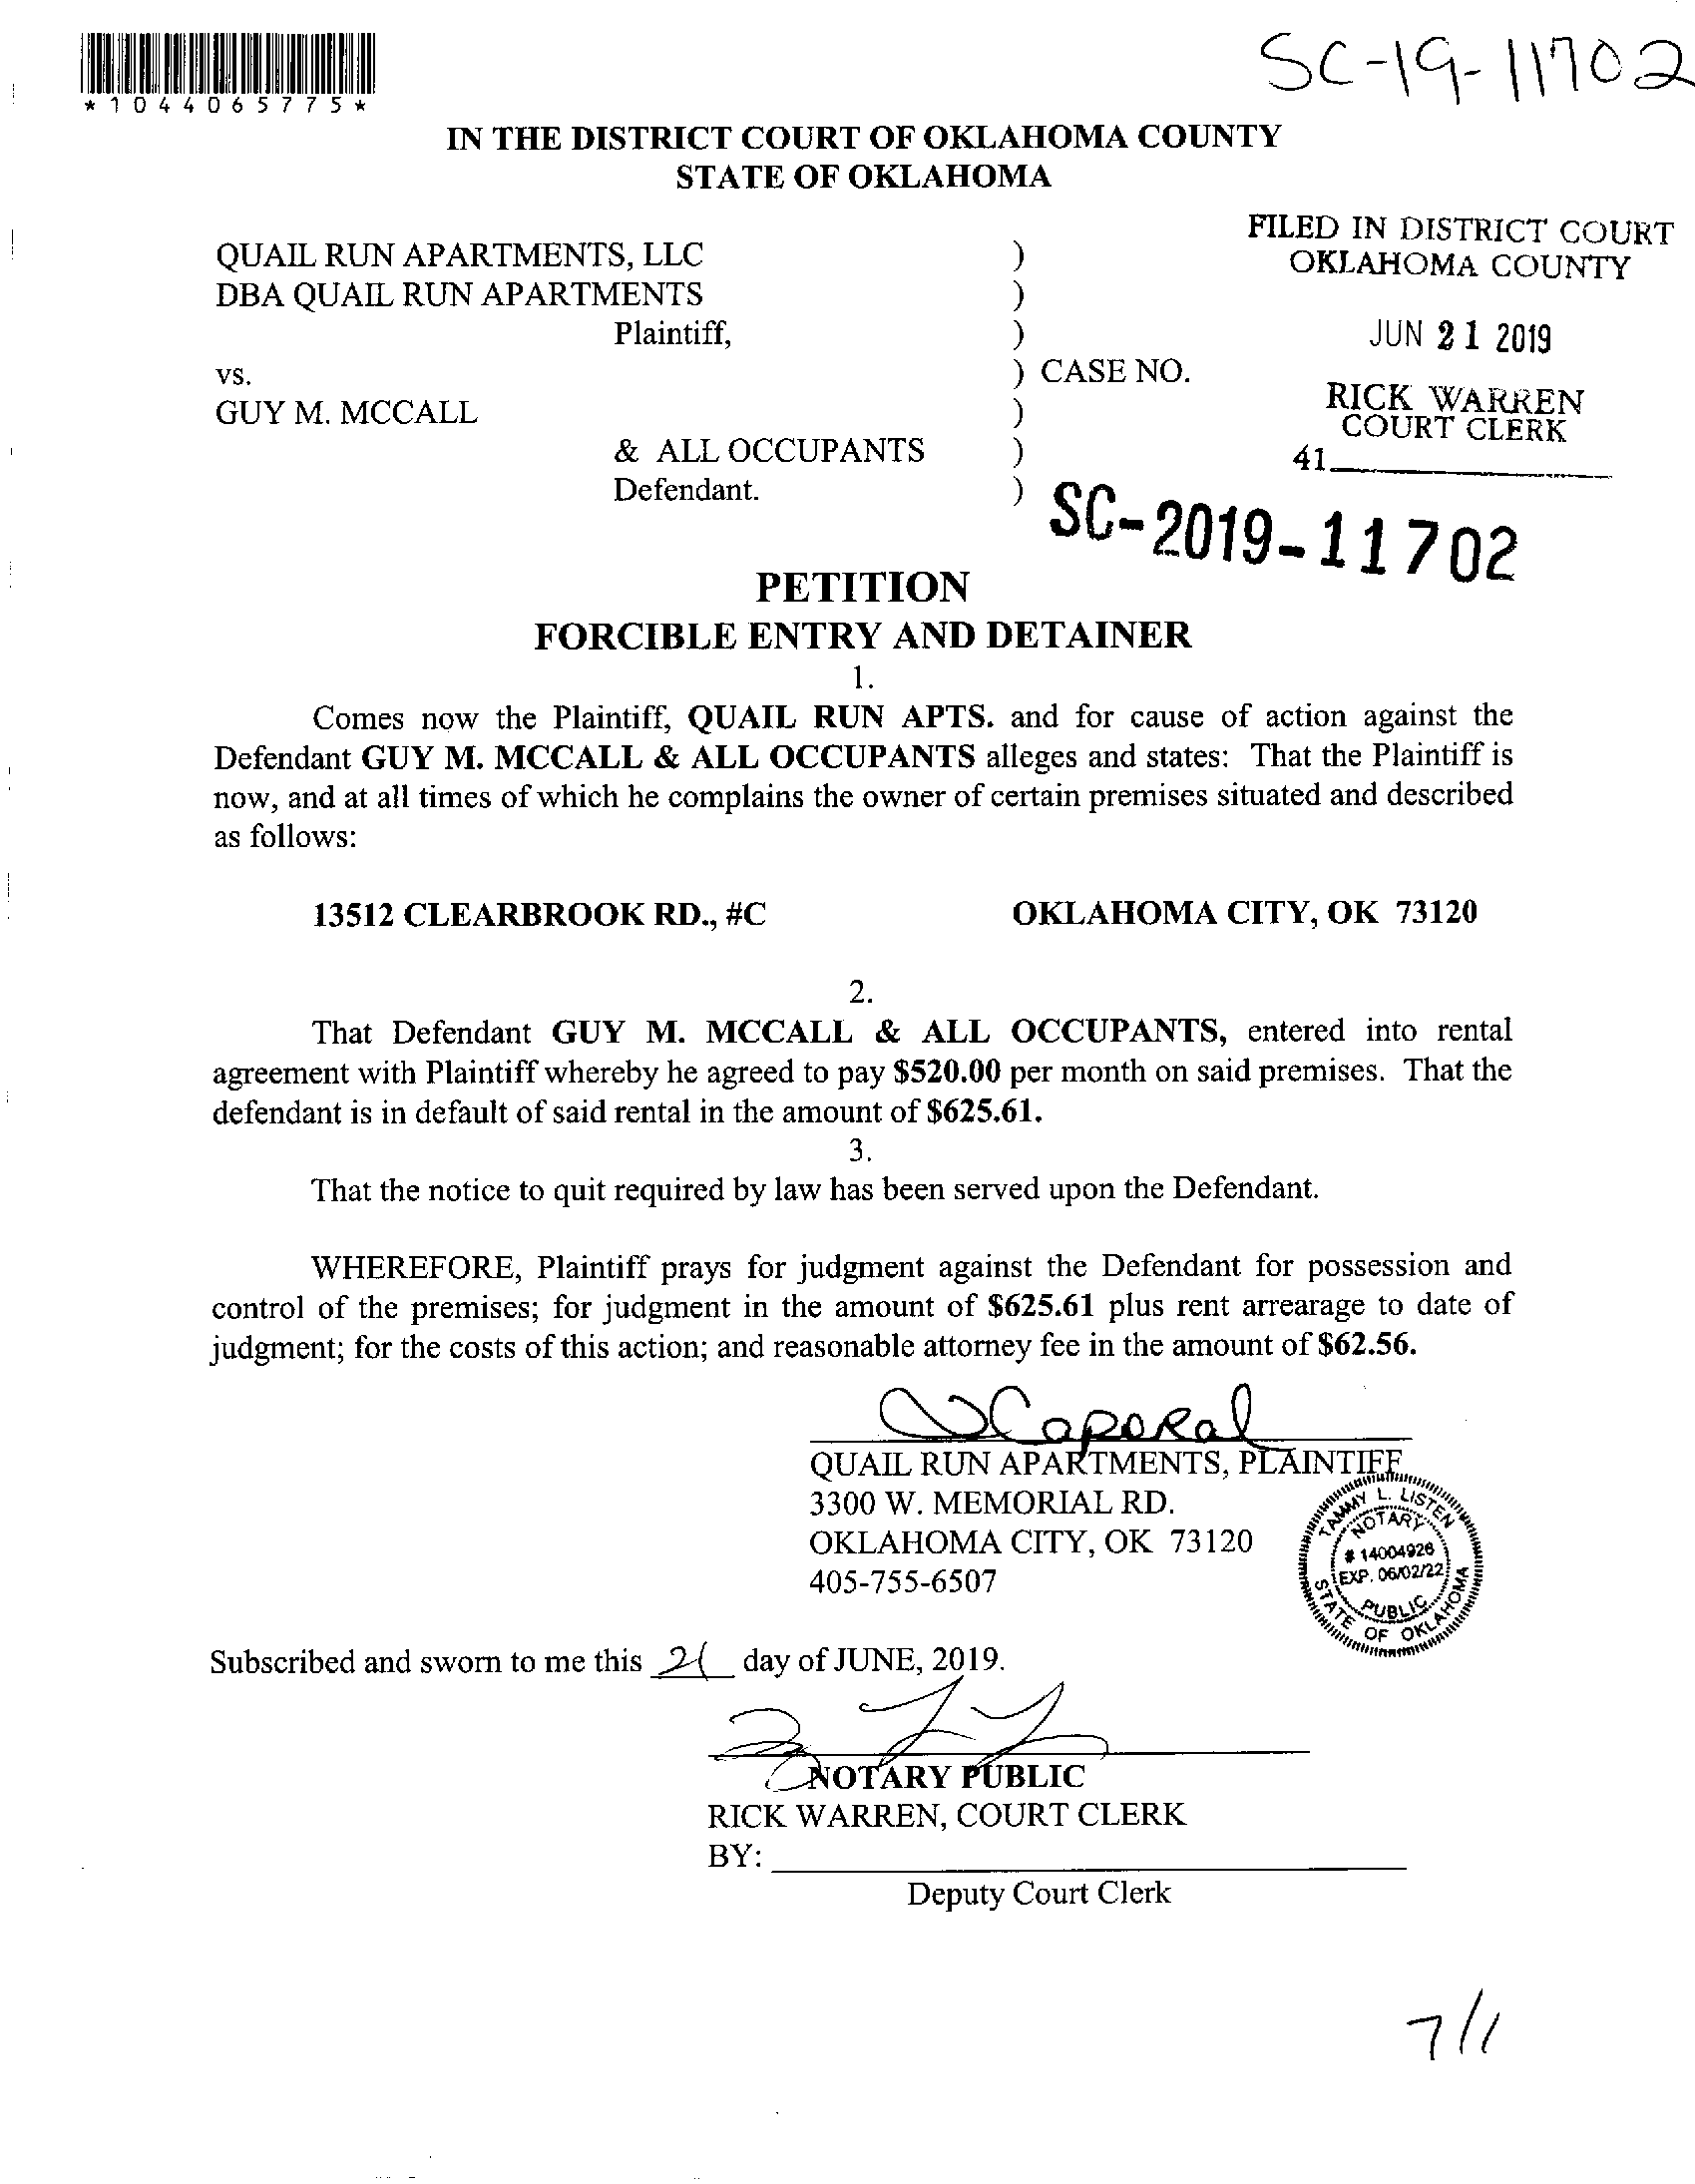 SC-19-11702
*1044065775*
IN THE DISTRICT COURT OF OKLAHOMA COUNTY
STATE OF OKLAHOMA
FILED IN DISTRICT COURT
OKLAHOMA COUNTY
JUN 21 2019
RICK WARREN
COURT CLERK
41
QUAIL RUN APARTMENTS, LLC )
DBA QUAIL RUN APARTMENTS )
Plaintiff, )
vs. ) CASE NO.
GUY M. MCCALL )
& ALL OCCUPANTS )
Defendant. )
SC-2019-11702
PETITION
FORCIBLE ENTRY AND DETAINER
1.
Comes now the Plaintiff, QUAIL RUN APTS. and for cause of action against the
Defendant GUY M. MCCALL & ALL OCCUPANTS alleges and states: That the Plaintiff is
now, and at all times of which he complains the owner of certain premises situated and described
as follows:
13512 CLEARBROOK RD., #C OKLAHOMA CITY, OK 73120
2.
That Defendant GUY M. MCCALL & ALL OCCUPANTS, entered into rental
agreement with Plaintiff whereby he agreed to pay $520.00 per month on said premises. That the
defendant is in default of said rental in the amount of $625.61.
3.
That the notice to quit required by law has been served upon the Defendant.
WHEREFORE, Plaintiff prays for judgment against the Defendant for possession and
control of the premises; for judgment in the amount of $625.61 plus rent arrearage to date of
judgment; for the costs of this action; and reasonable attorney fee in the amount of $62.56.
Caporal
QUAIL RUN APARTMENTS, PLAINTIFF
3300 W. MEMORIAL RD.
OKLAHOMA CITY, OK 73120
405-755-6507
TAMMY L. LISTEN
NOTARY
# 14004926
EXP. 06/02/22
PUBLIC
STATE OF OKLAHOMA
Subscribed and sworn to me this 21 day of JUNE, 2019.
NOTARY PUBLIC
RICK WARREN, COURT CLERK
BY:
Deputy Court Clerk
7/1